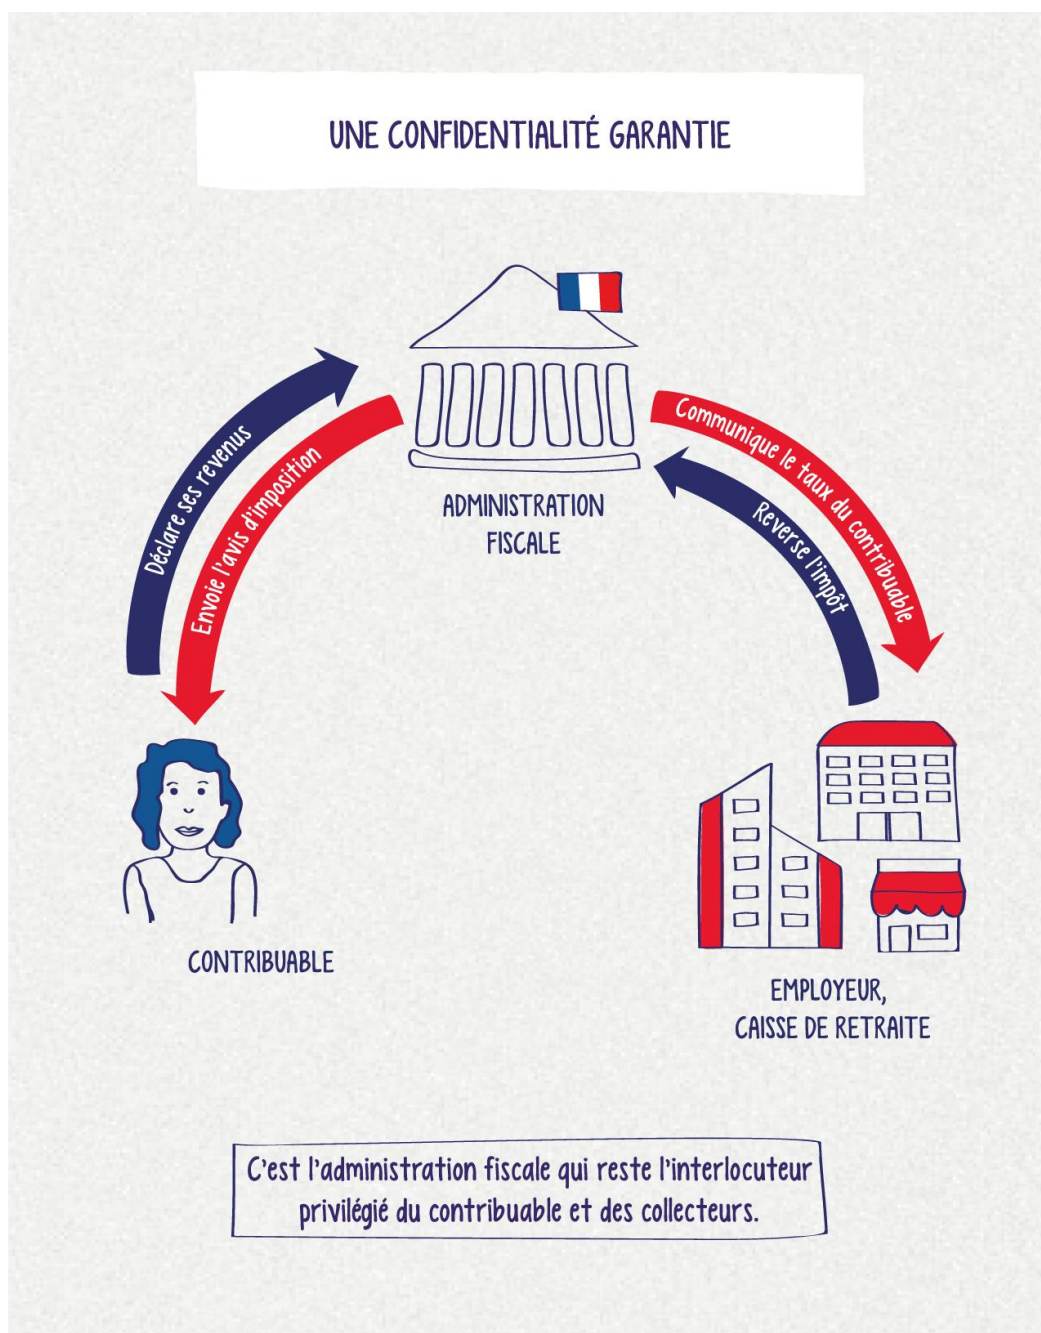 UNE CONFIDENTIALITÉ GARANTIE
Déclare ses revenus
Envoie l'avis d'imposition
Communique le taux du contribuable
Reverse l'impôt
ADMINISTRATION
FISCALE
CONTRIBUABLE
EMPLOYEUR,
CAISSE DE RETRAITE
C'est l'administration fiscale qui reste l'interlocuteur
privilégié du contribuable et des collecteurs.